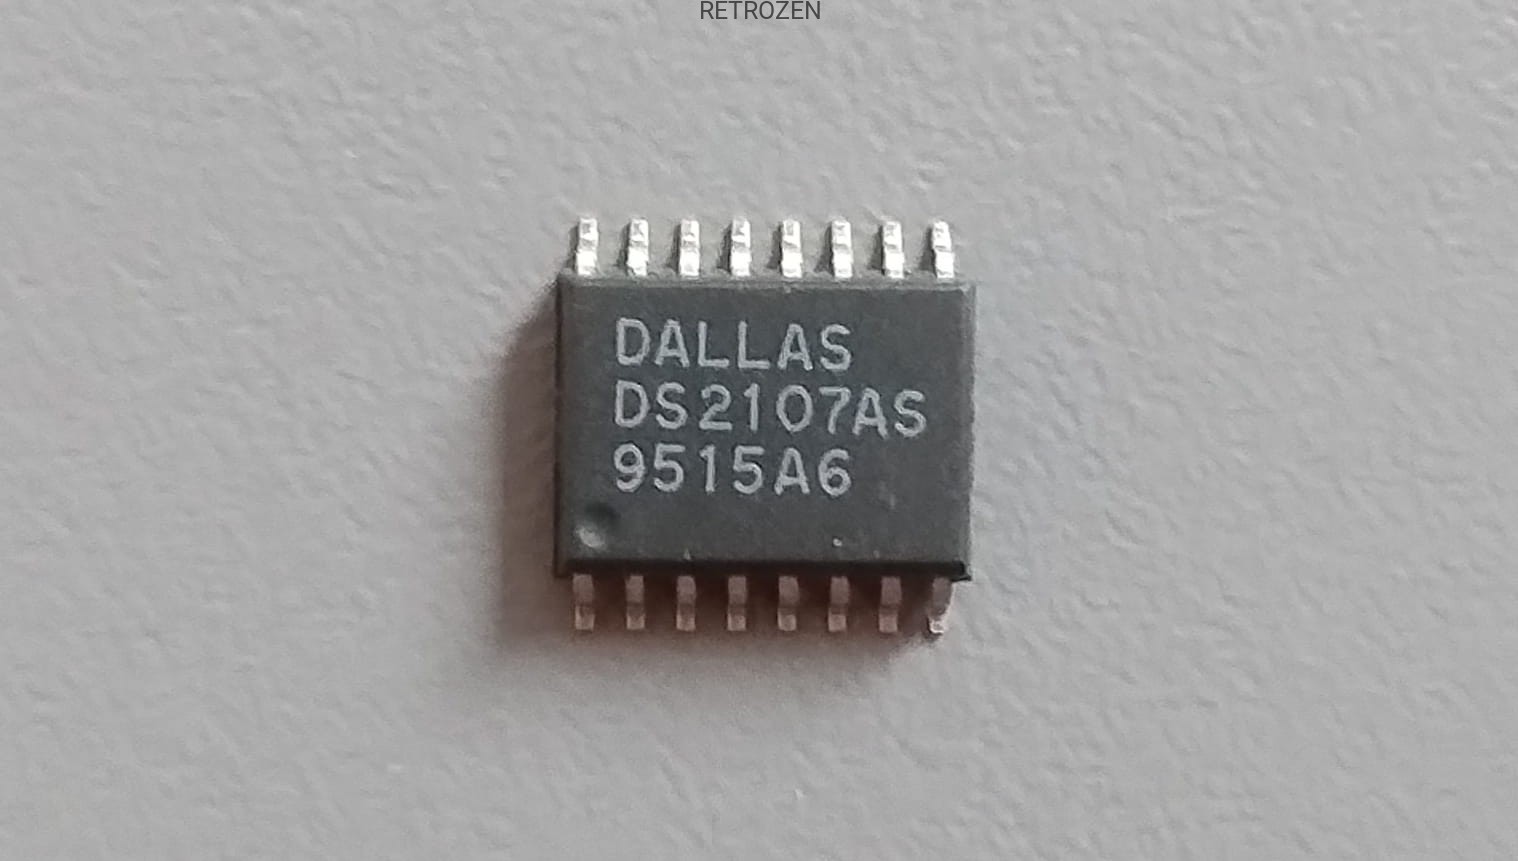 RETROZEN
DALLAS
DS2107AS
9515A6